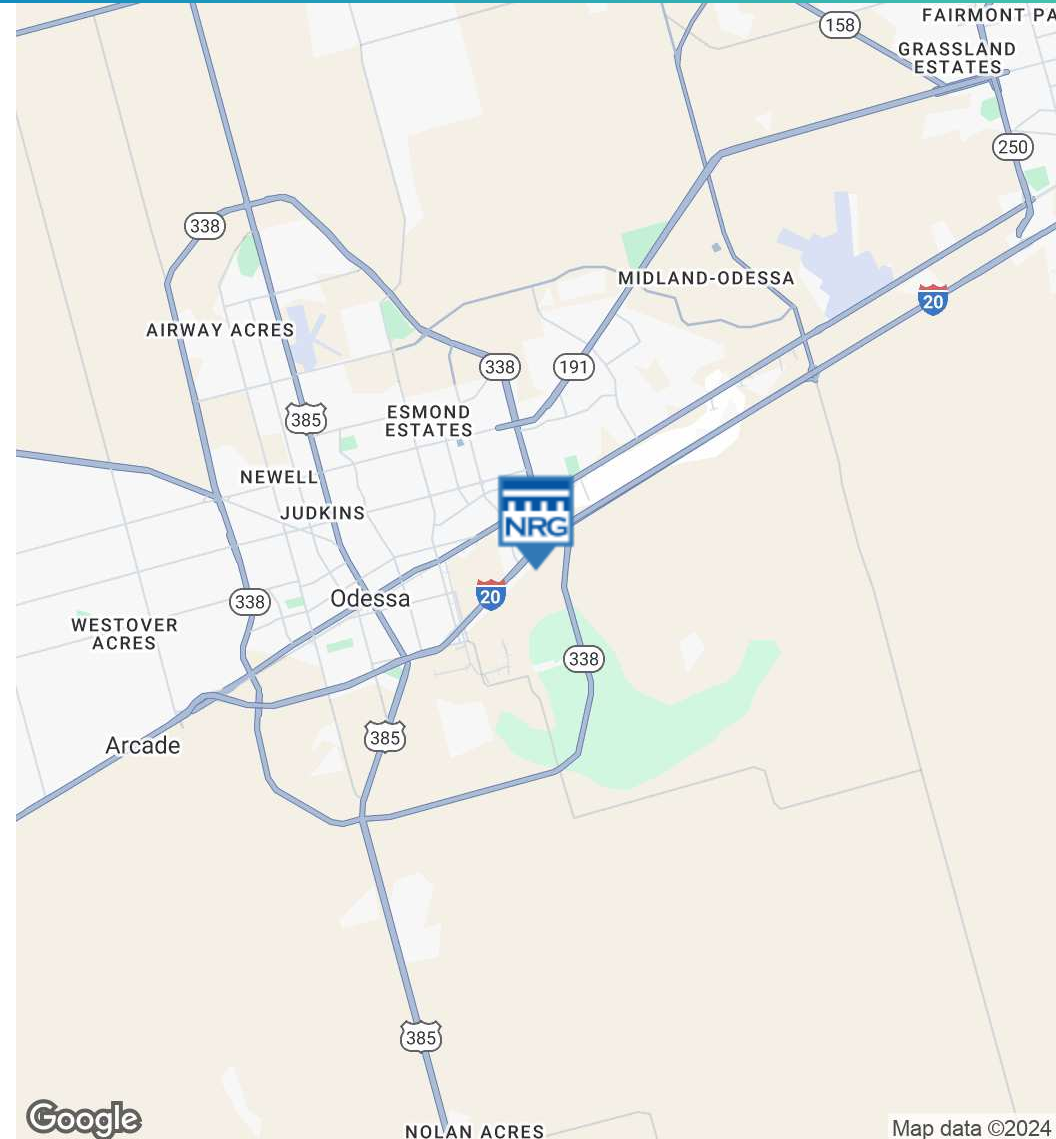 158
FAIRMONT PA
GRASSLAND
ESTATES
250
338
MIDLAND-ODESSA
20
AIRWAY ACRES
338
191
385
ESMOND
ESTATES
NEWELL
JUDKINS
NRG
20
Odessa
338
WESTOVER
ACRES
338
385
Arcade
385
Google
NOLAN ACRES
Map data ©2024